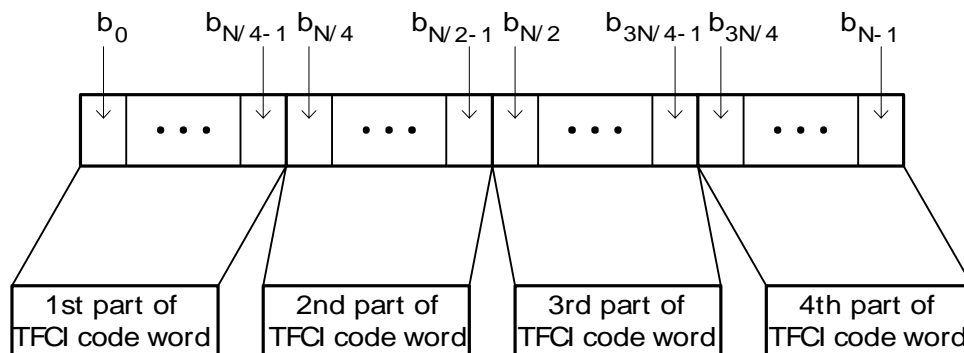 b0 bN/4-1 bN/4 bN/2-1 bN/2 b3N/4-1 b3N/4 bN-1
1st part of
TFCI code word
2nd part of
TFCI code word
3rd part of
TFCI code word
4th part of
TFCI code word